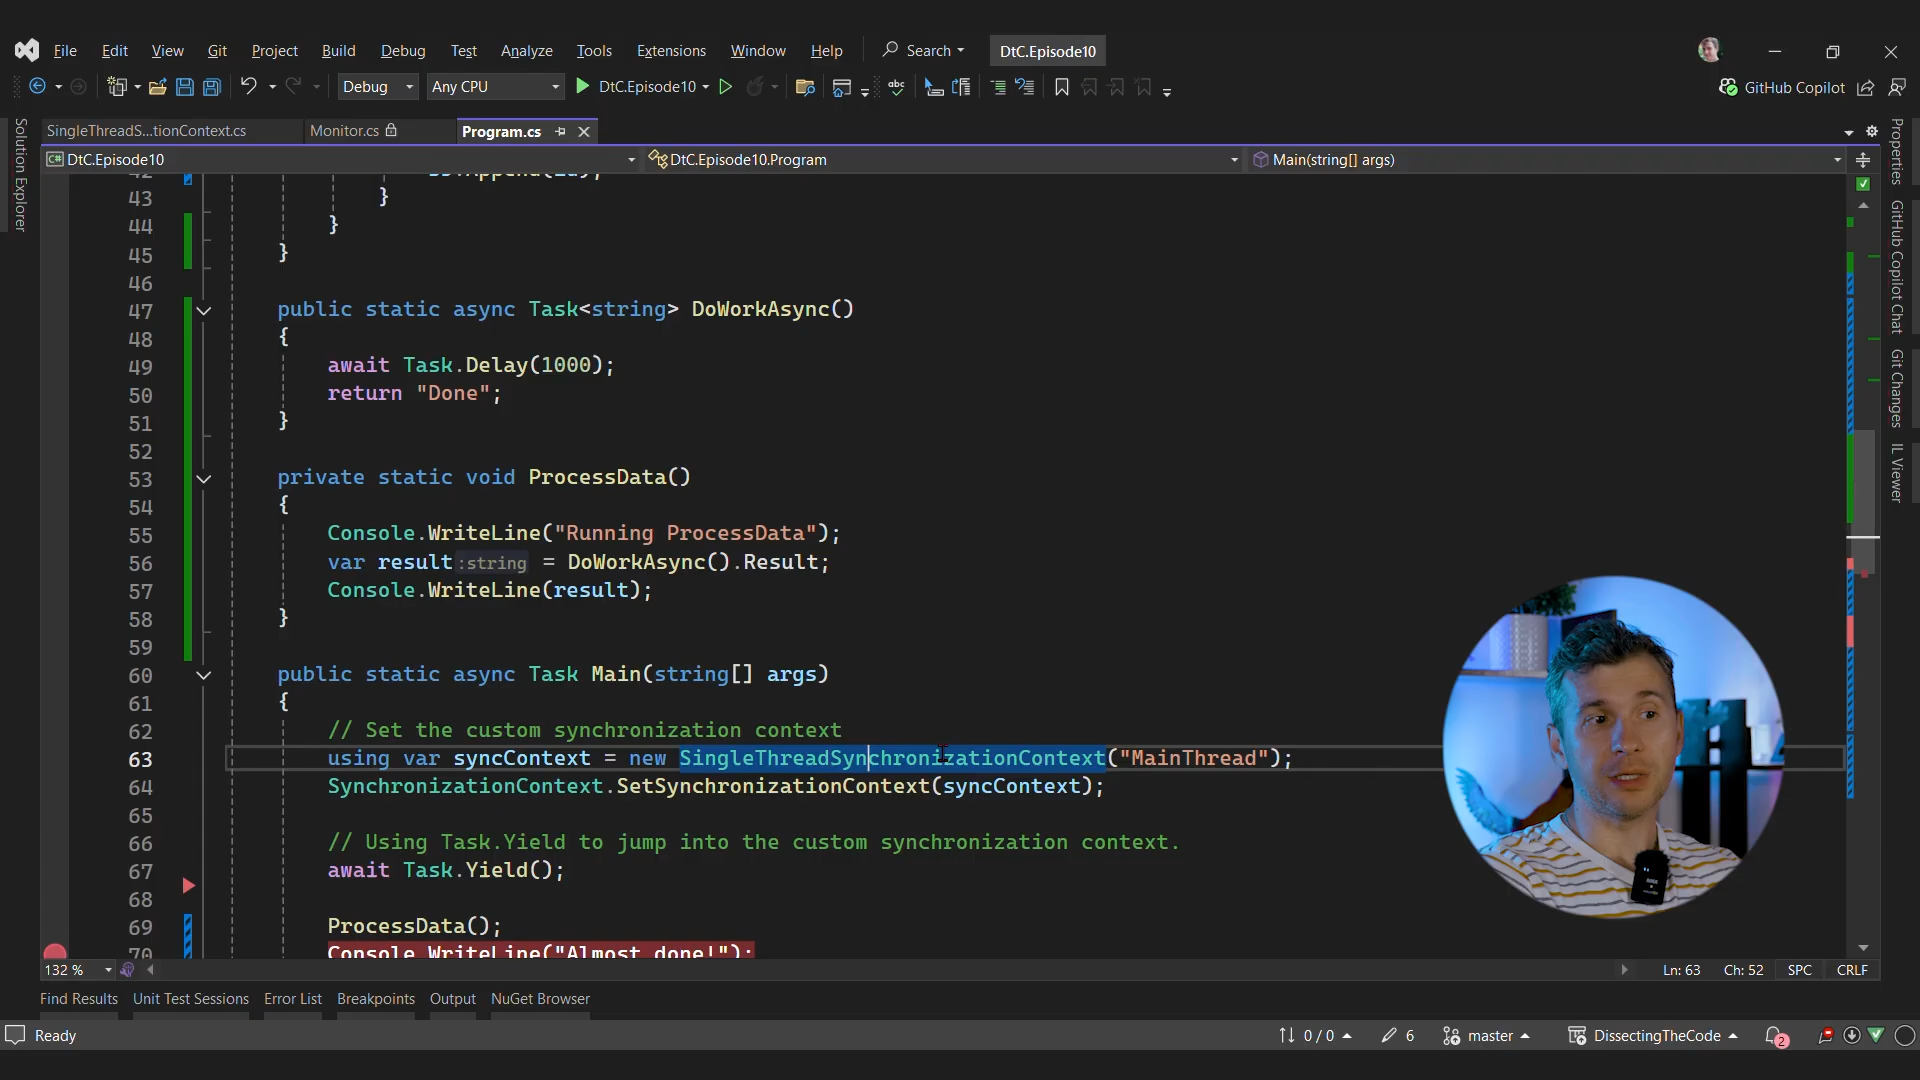 File Edit View Git Project Build Debug Test Analyze Tools Extensions Window Help Search DtC.Episode10
Debug Any CPU DtC.Episode10 abc GitHub Copilot
SingleThreadS...tionContext.cs Monitor.cs Program.cs
C# DtC.Episode10 DtC.Episode10.Program Main(string[] args)
Solution Explorer
Properties
GitHub Copilot Chat
Git Changes
IL Viewer
43 }
44 }
45 }
46
47 public static async Task<string> DoWorkAsync()
48 {
49 await Task.Delay(1000);
50 return "Done";
51 }
52
53 private static void ProcessData()
54 {
55 Console.WriteLine("Running ProcessData");
56 var result:string = DoWorkAsync().Result;
57 Console.WriteLine(result);
58 }
59
60 public static async Task Main(string[] args)
61 {
62 // Set the custom synchronization context
63 using var syncContext = new SingleThreadSynchronizationContext("MainThread");
64 SynchronizationContext.SetSynchronizationContext(syncContext);
65
66 // Using Task.Yield to jump into the custom synchronization context.
67 await Task.Yield();
68
69 ProcessData();
70 Console.WriteLine("Almost done!");
132 % Ln: 63 Ch: 52 SPC CRLF
Find Results Unit Test Sessions Error List Breakpoints Output NuGet Browser
Ready 0 / 0 6 master DissectingTheCode 2